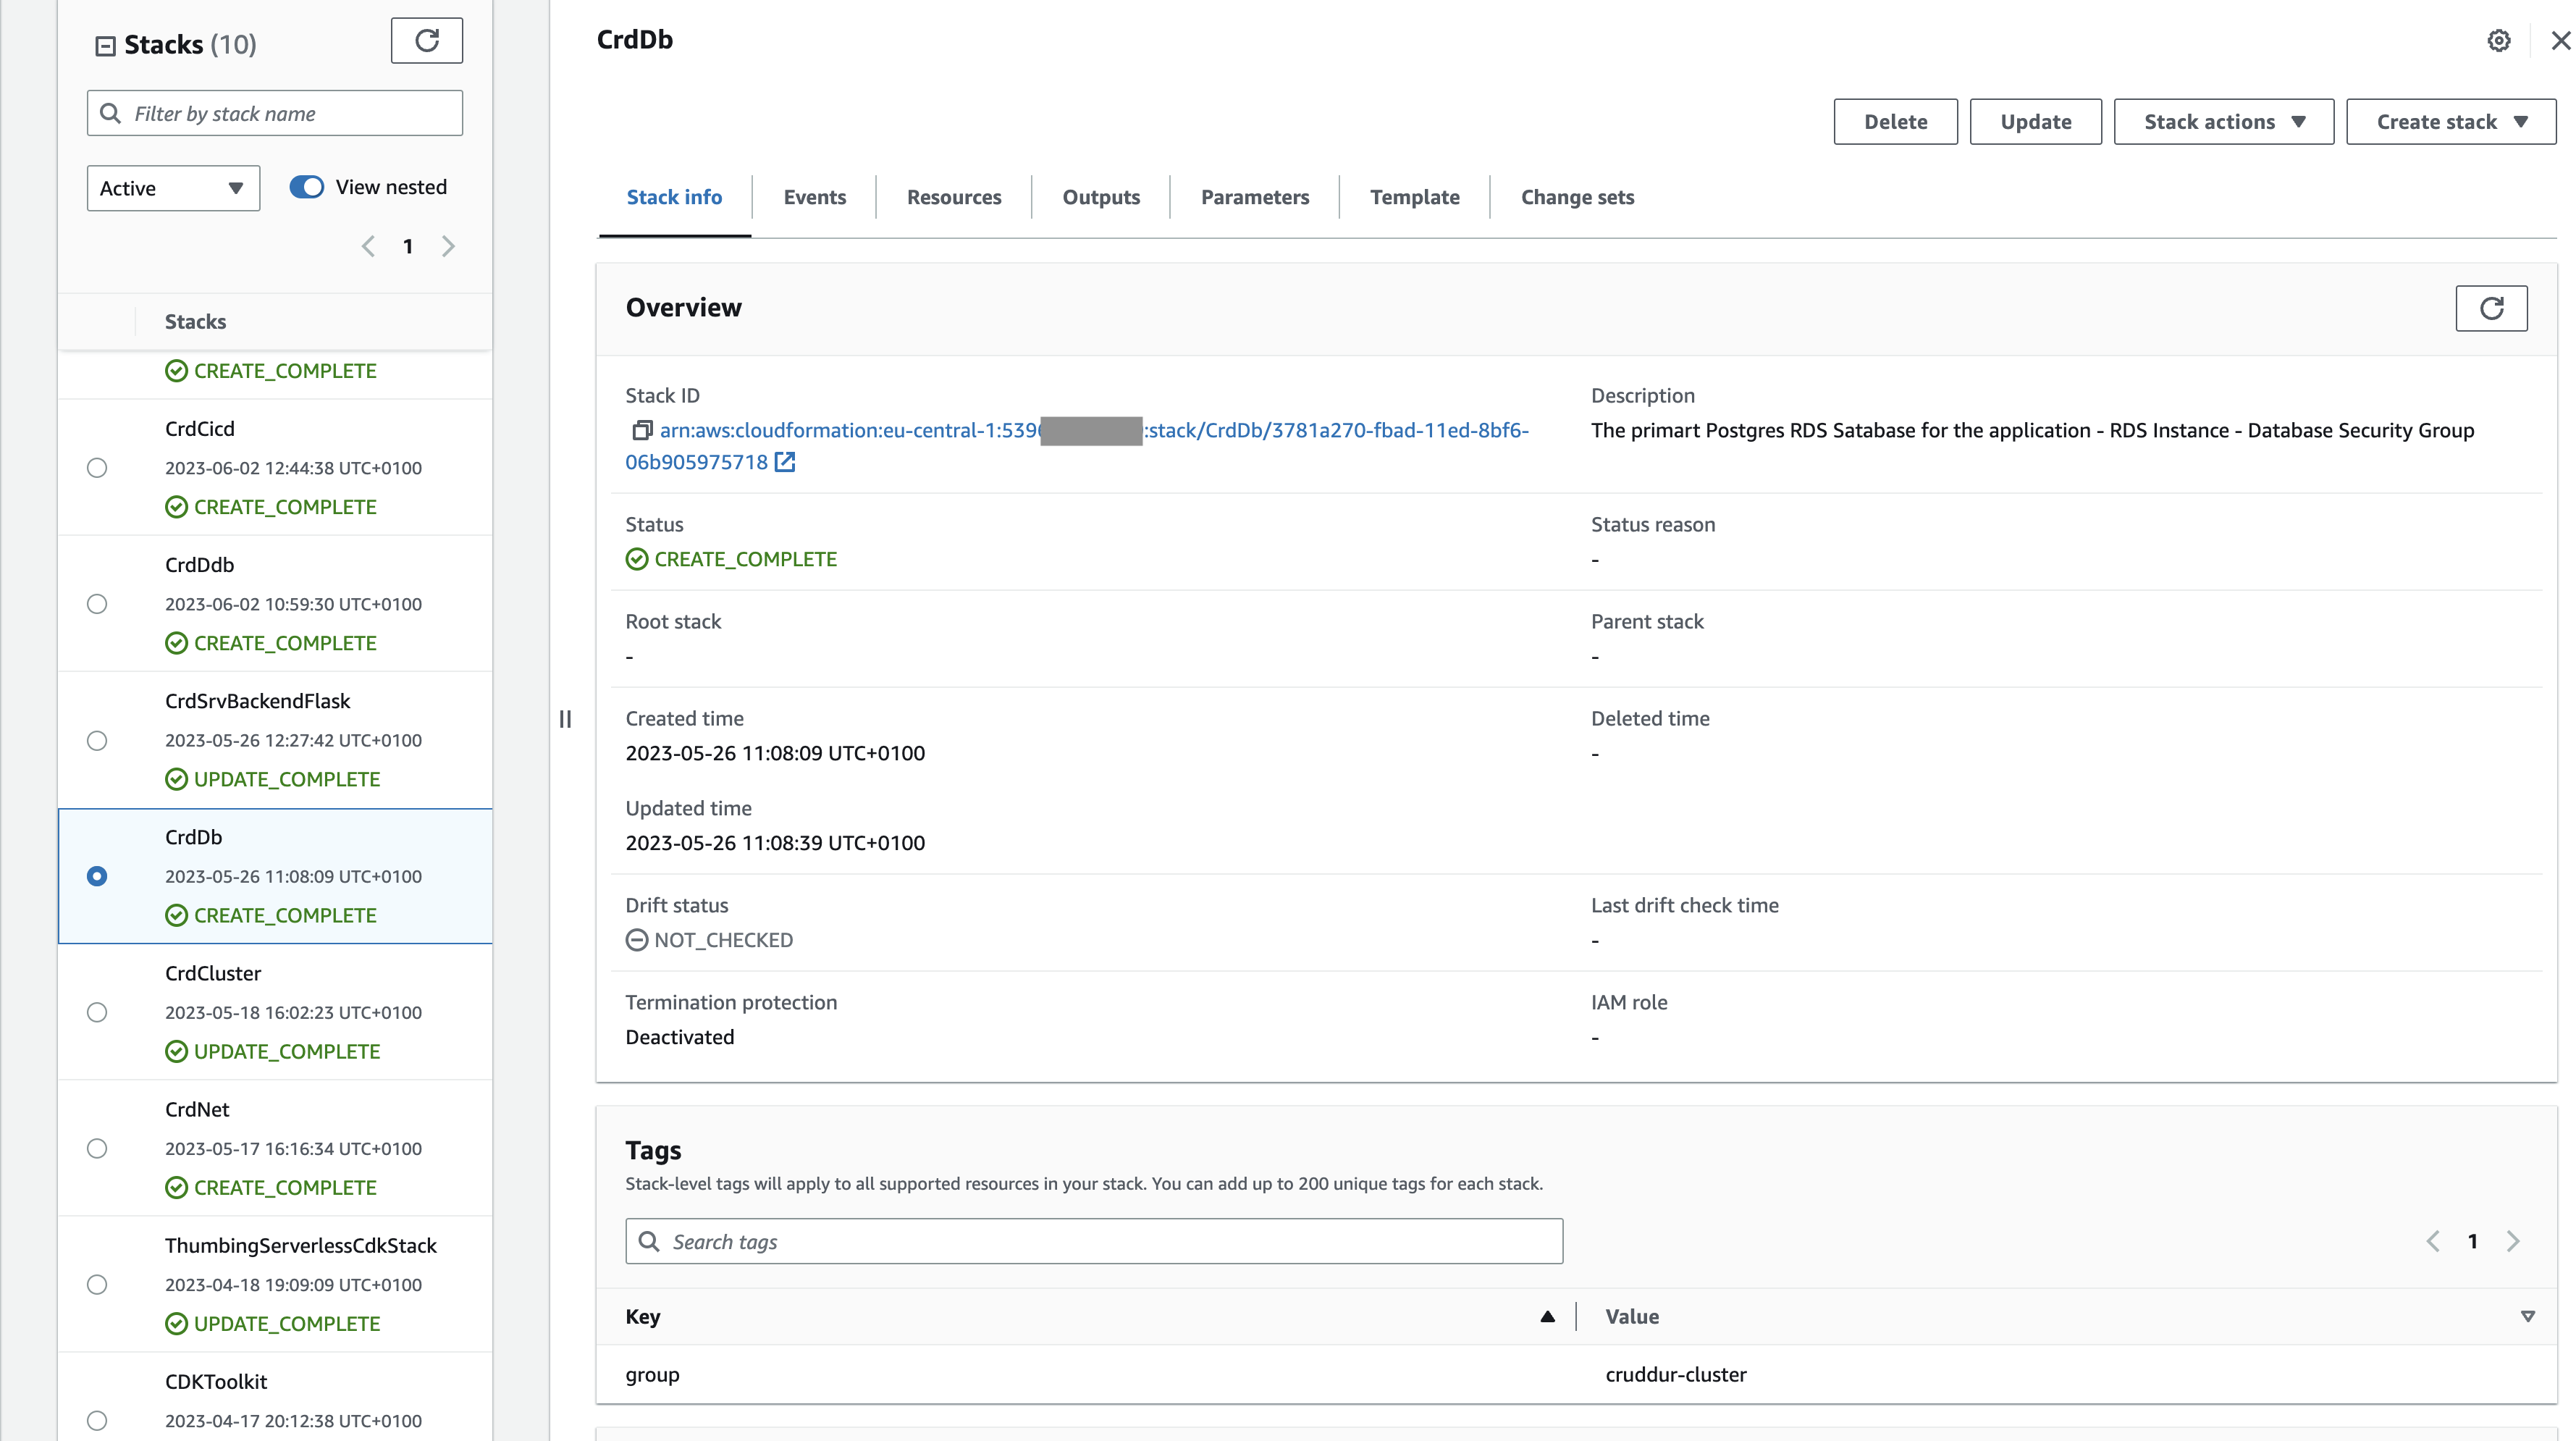 Stacks (10)
Filter by stack name
Active
View nested
1
Stacks
CREATE_COMPLETE
CrdCicd
2023-06-02 12:44:38 UTC+0100
CREATE_COMPLETE
CrdDdb
2023-06-02 10:59:30 UTC+0100
CREATE_COMPLETE
CrdSrvBackendFlask
2023-05-26 12:27:42 UTC+0100
UPDATE_COMPLETE
CrdDb
2023-05-26 11:08:09 UTC+0100
CREATE_COMPLETE
CrdCluster
2023-05-18 16:02:23 UTC+0100
UPDATE_COMPLETE
CrdNet
2023-05-17 16:16:34 UTC+0100
CREATE_COMPLETE
ThumbingServerlessCdkStack
2023-04-18 19:09:09 UTC+0100
UPDATE_COMPLETE
CDKToolkit
2023-04-17 20:12:38 UTC+0100
CrdDb
Delete
Update
Stack actions
Create stack
Stack info
Events
Resources
Outputs
Parameters
Template
Change sets
Overview
Stack ID
arn:aws:cloudformation:eu-central-1:539 :stack/CrdDb/3781a270-fbad-11ed-8bf6-
06b905975718
Description
The primart Postgres RDS Satabase for the application - RDS Instance - Database Security Group
Status
CREATE_COMPLETE
Status reason
-
Root stack
-
Parent stack
-
Created time
2023-05-26 11:08:09 UTC+0100
Deleted time
-
Updated time
2023-05-26 11:08:39 UTC+0100
Drift status
NOT_CHECKED
Last drift check time
-
Termination protection
Deactivated
IAM role
-
Tags
Stack-level tags will apply to all supported resources in your stack. You can add up to 200 unique tags for each stack.
Search tags
1
Key
Value
group
cruddur-cluster